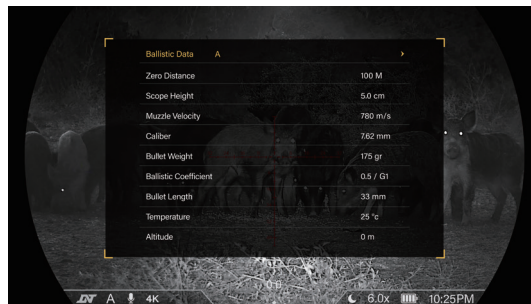 Ballistic Data A
Zero Distance 100 M
Scope Height 5.0 cm
Muzzle Velocity 780 m/s
Caliber 7.62 mm
Bullet Weight 175 gr
Ballistic Coefficient 0.5 / G1
Bullet Length 33 mm
Temperature 25 °c
Altitude 0 m
A 4K 6.0x 10:25PM